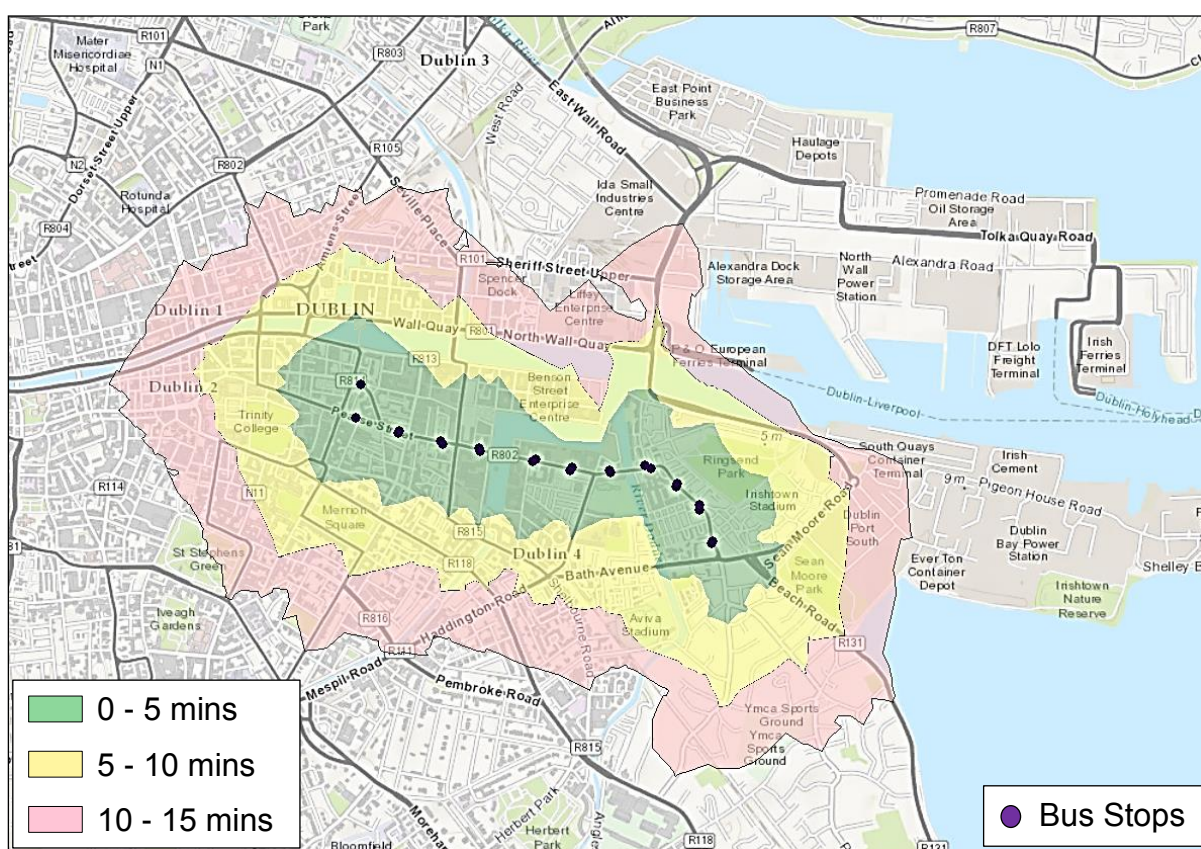 R101
Park
R807
Mater
Misericordiae
Hospital
N1
R803
Dublin 3
East Point
Business
Park
Dorset·Street·Upper
West Road
East·Wall·Road
Haulage
Depots
R105
N2
R802
Rotunda
Hospital
Ida Small
Industries
Centre
Promenade Road
Oil Storage
Area
R804
Seville·Place
Tolka·Quay·Road
Street
R101
Sheriff·Street·Upper
Alexandra Road
North
Wall
Power
Station
Alexandra Dock
Storage Area
Spencer
Dock
Liffey
Enterprise
Centre
Dublin 1
DUBLIN
Wall·Quay
R801
North·Wall·Quay
P & O European
Ferries Terminal
DFT Lolo
Freight
Terminal
Irish
Ferries
Terminal
R813
Dublin 2
Benson
Street
Enterprise
Centre
Dublin·Liverpool
Dublin·Holyhead
Trinity
College
Pearse·Street
R802
5 m
South Quays
Container
Terminal
Irish
Cement
Ringsend
Park
9 m
Pigeon House Road
R114
N11
Irishtown
Stadium
Merrion
Square
Sean·Moore·Road
Dublin
Port
South
Dublin
Bay Power
Station
R815
Dublin 4
St Stephens
Green
R118
Bath·Avenue
Sean
Moore
Park
Ever Ton
Container
Depot
Shelley B
Beach·Road
Irishtown
Nature
Reserve
Iveagh
Gardens
R816
Haddington·Road
Shelbourne·Road
Aviva
Stadium
R131
R111
Mespil·Road
Pembroke·Road
Ymca Sports
Ground
Ymca
Sports
Ground
R815
0 - 5 mins
5 - 10 mins
10 - 15 mins
Herbert Park
Herbert
Park
Bloomfield
R118
R131
Bus Stops